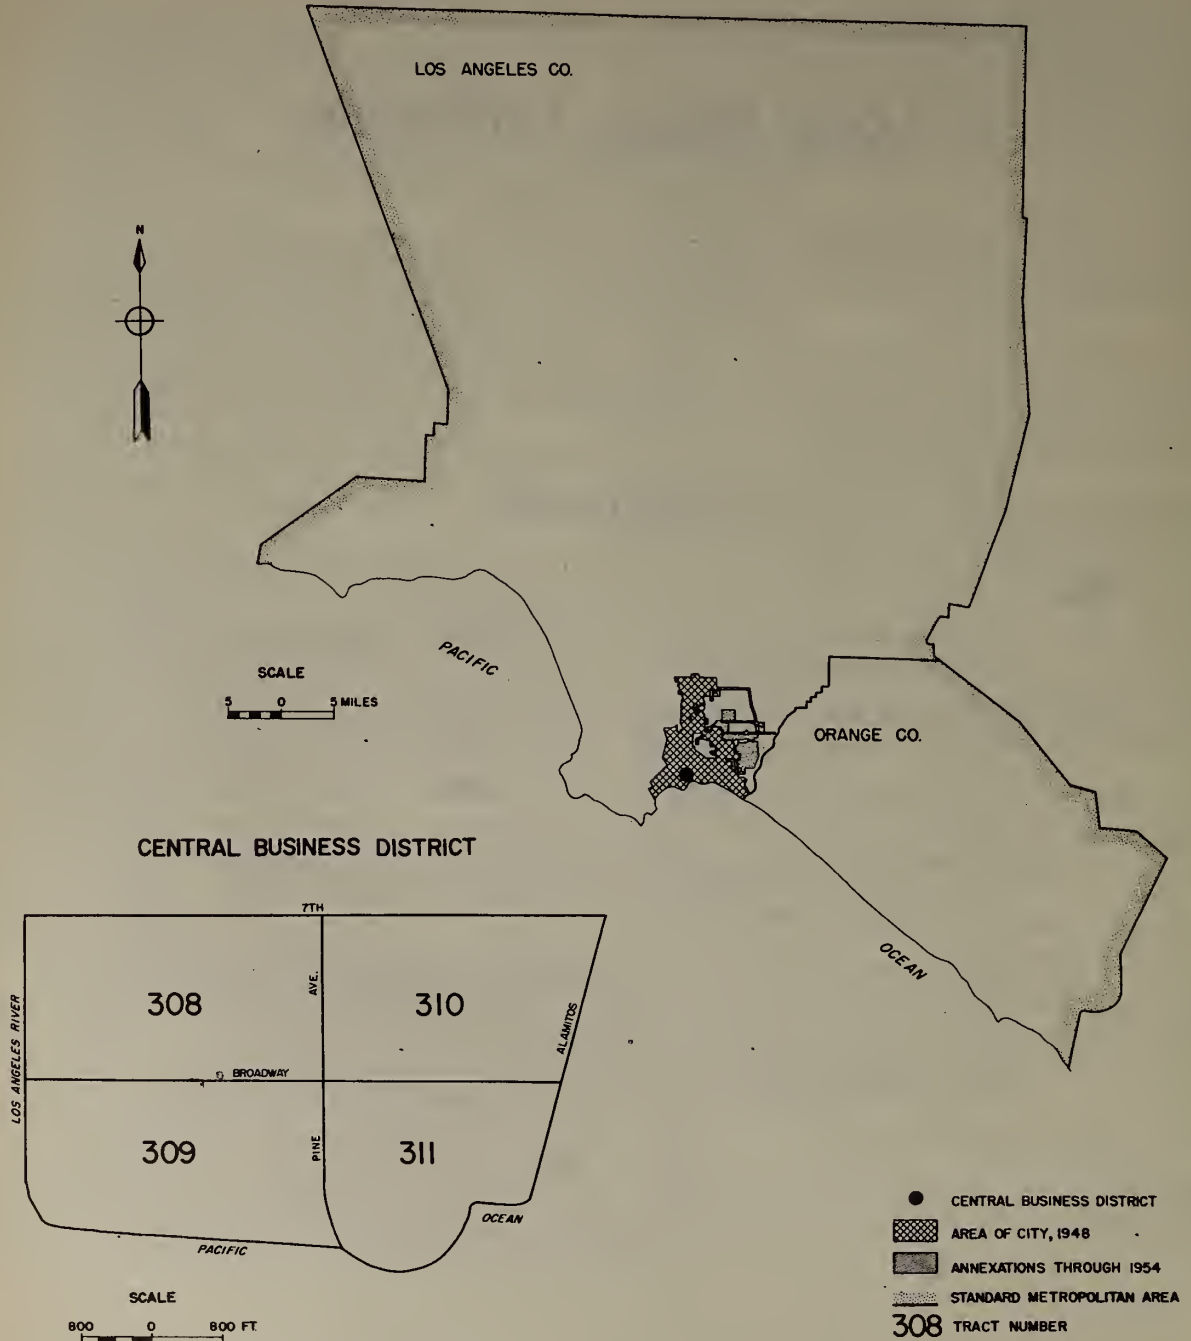 LOS ANGELES CO.
N
PACIFIC
SCALE
5 0 5 MILES
ORANGE CO.
OCEAN
CENTRAL BUSINESS DISTRICT
7TH
LOS ANGELES RIVER
308
AVE.
310
ALAMITOS
BROADWAY
309
PINE
311
PACIFIC
OCEAN
SCALE
800 0 800 FT.
CENTRAL BUSINESS DISTRICT
AREA OF CITY, 1948
ANNEXATIONS THROUGH 1954
STANDARD METROPOLITAN AREA
308 TRACT NUMBER